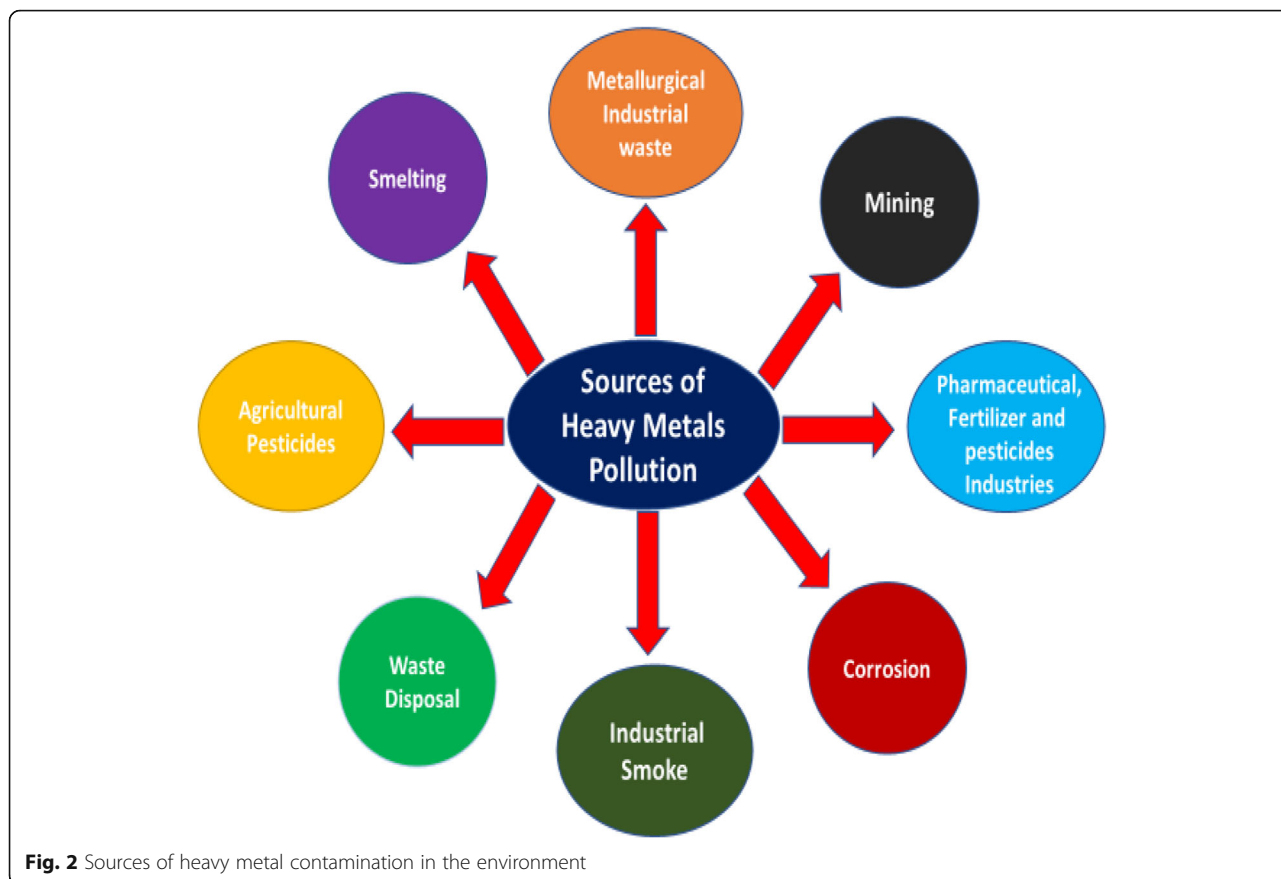 Metallurgical
Industrial
waste
Smelting
Mining
Sources of
Heavy Metals
Pollution
Agricultural
Pesticides
Pharmaceutical,
Fertilizer and
pesticides
Industries
Waste
Disposal
Corrosion
Industrial
Smoke
Fig. 2 Sources of heavy metal contamination in the environment